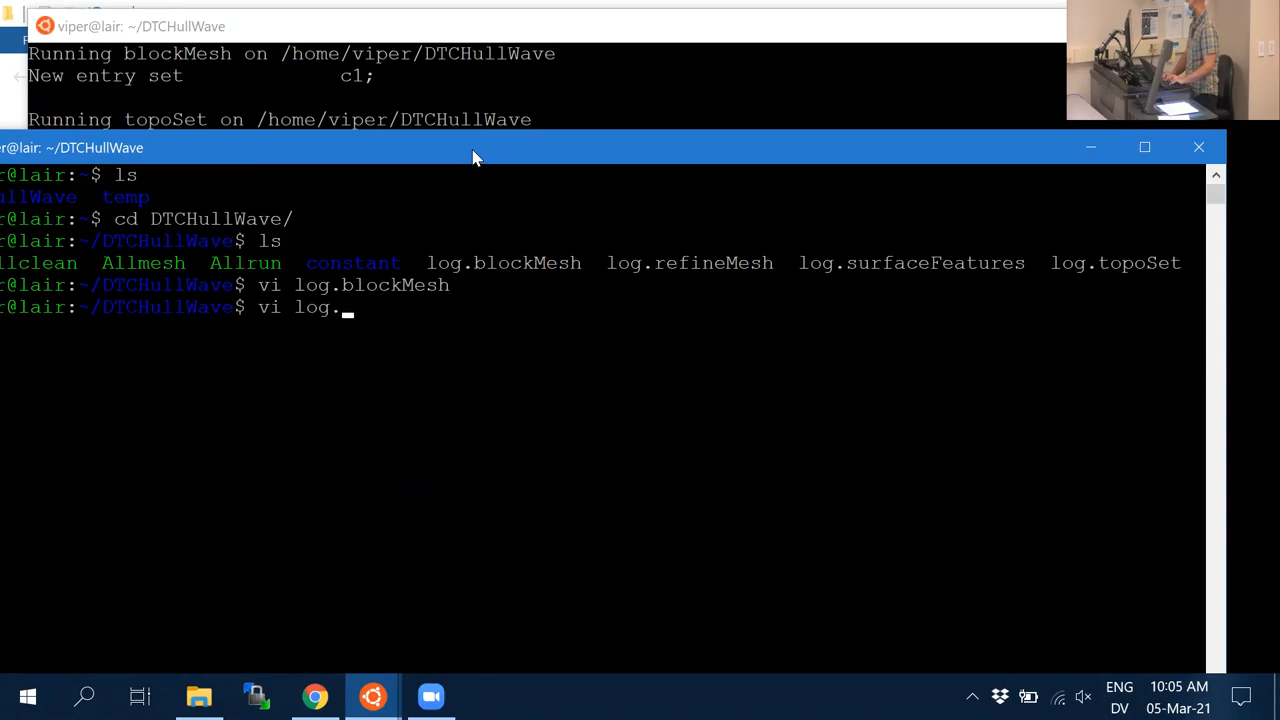 viper@lair: ~/DTCHullWave
Running blockMesh on /home/viper/DTCHullWave
New entry set c1;
Running topoSet on /home/viper/DTCHullWave
er@lair: ~/DTCHullWave
r@lair:~$ ls
ullWave temp
r@lair:~$ cd DTCHullWave/
r@lair:~/DTCHullWave$ ls
llclean Allmesh Allrun constant log.blockMesh log.refineMesh log.surfaceFeatures log.topoSet
r@lair:~/DTCHullWave$ vi log.blockMesh
r@lair:~/DTCHullWave$ vi log.
ENG 10:05 AM
DV 05-Mar-21